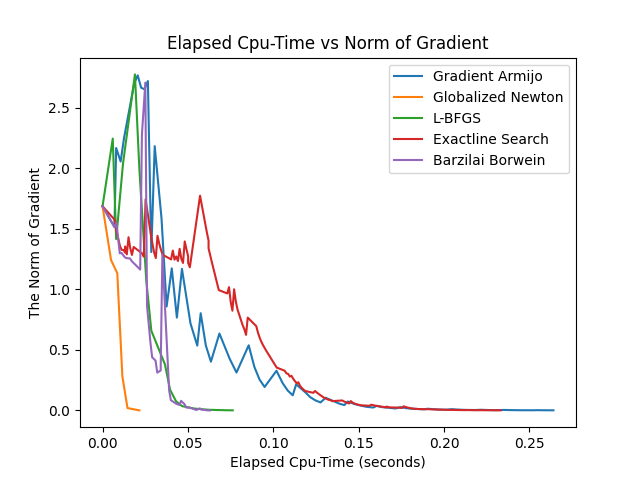 Elapsed Cpu-Time vs Norm of Gradient
Gradient Armijo
Globalized Newton
L-BFGS
Exactline Search
Barzilai Borwein
The Norm of Gradient
2.5
2.0
1.5
1.0
0.5
0.0
0.00 0.05 0.10 0.15 0.20 0.25
Elapsed Cpu-Time (seconds)